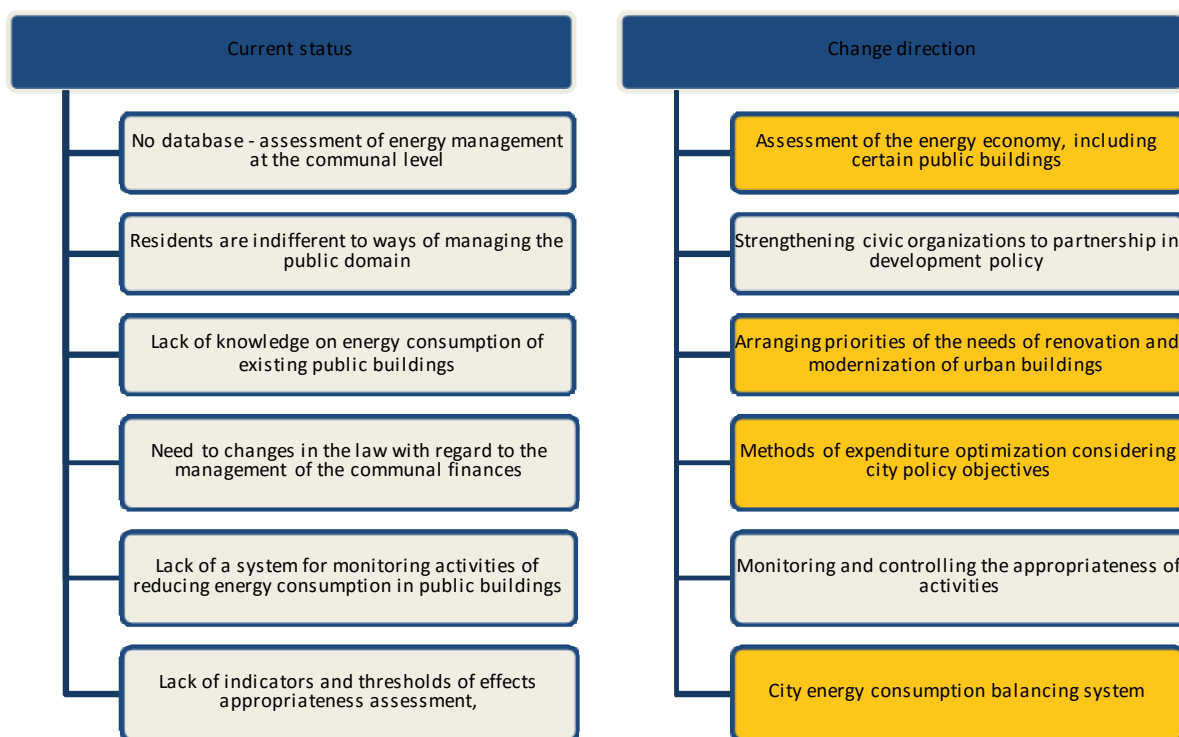 Current status
No database - assessment of energy management
at the communal level
Residents are indifferent to ways of managing the
public domain
Lack of knowledge on energy consumption of
existing public buildings
Need to changes in the law with regard to the
management of the communal finances
Lack of a system for monitoring activities of
reducing energy consumption in public buildings
Lack of indicators and thresholds of effects
appropriateness assessment,
Change direction
Assessment of the energy economy, including
certain public buildings
Strengthening civic organizations to partnership in
development policy
Arranging priorities of the needs of renovation and
modernization of urban buildings
Methods of expenditure optimization considering
city policy objectives
Monitoring and controlling the appropriateness of
activities
City energy consumption balancing system